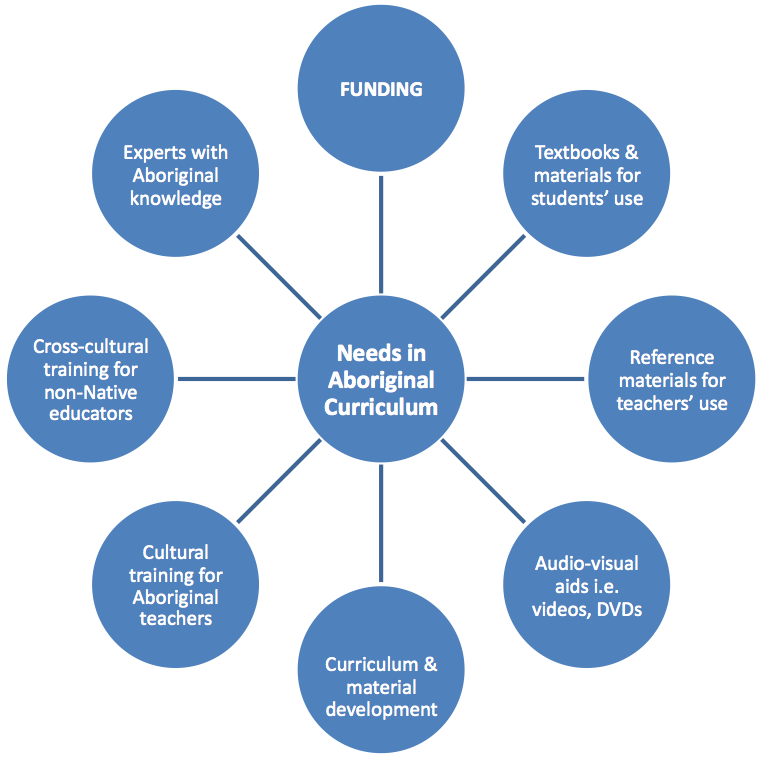 FUNDING
Textbooks &
materials for
students’ use
Reference
materials for
teachers’ use
Audio-visual
aids i.e.
videos, DVDs
Curriculum &
material
development
Cultural
training for
Aboriginal
teachers
Cross-cultural
training for
non-Native
educators
Experts with
Aboriginal
knowledge
Needs in
Aboriginal
Curriculum